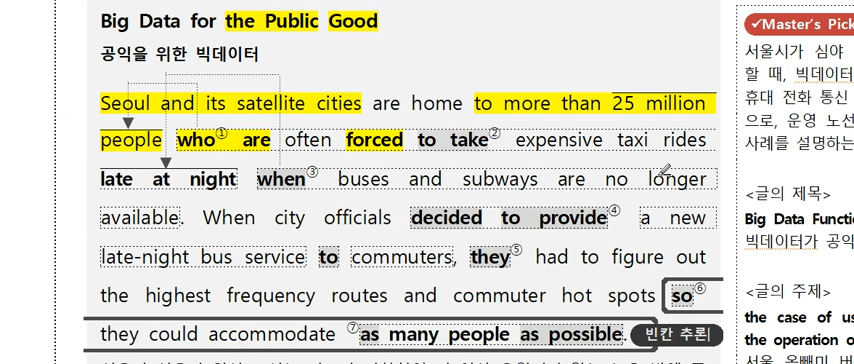 Big Data for the Public Good
공익을 위한 빅데이터
Seoul and its satellite cities are home to more than 25 million
people who① are often forced to take② expensive taxi rides
late at night when③ buses and subways are no longer
available. When city officials decided to provide④ a new
late-night bus service to commuters, they⑤ had to figure out
the highest frequency routes and commuter hot spots so⑥
they could accommodate ⑦as many people as possible. 빈칸 추론
✓Master's Pick
서울시가 심야
할 때, 빅데이터
휴대 전화 통신
으로, 운영 노선
사례를 설명하는
<글의 제목>
Big Data Functi
빅데이터가 공익
<글의 주제>
the case of us
the operation o